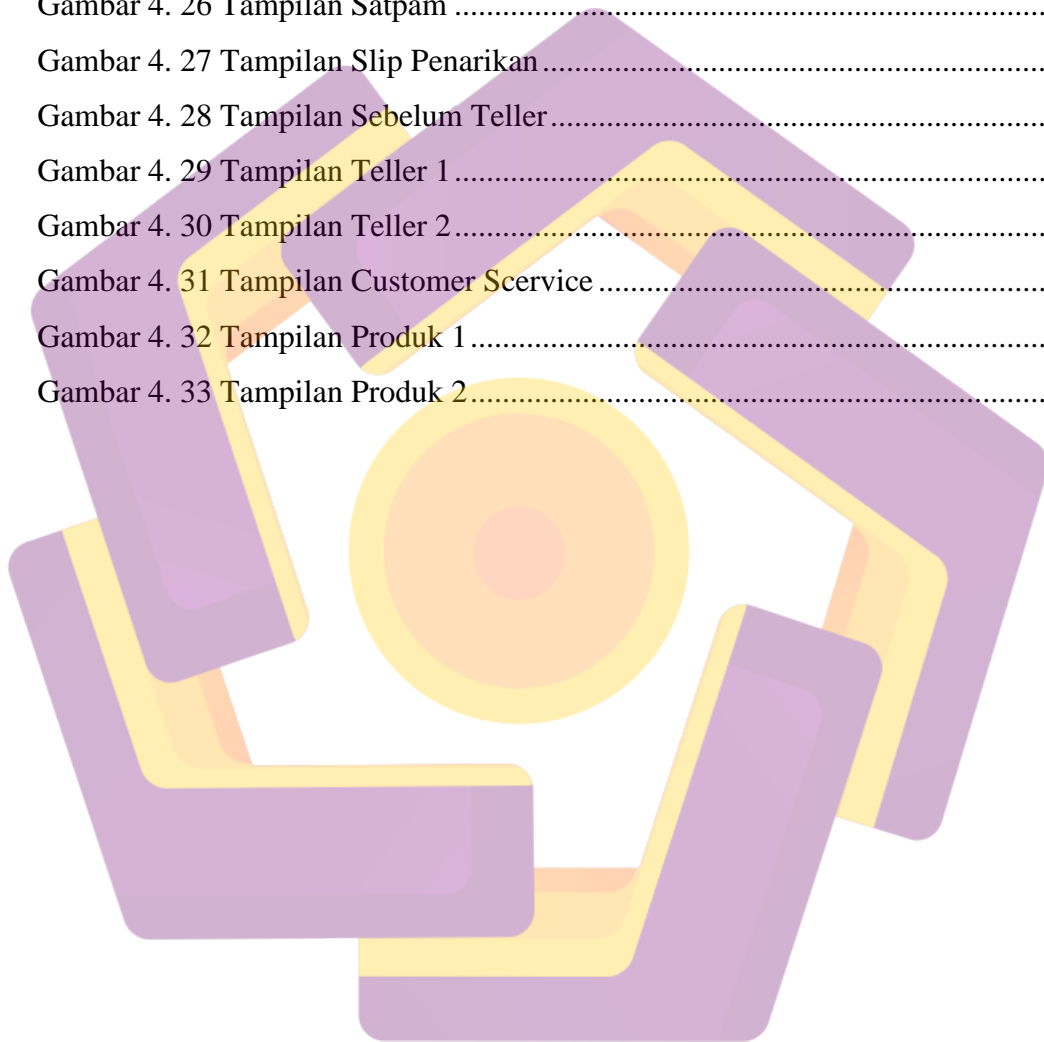 Gambar 4. 26 Tampilan Satpam ..........................................................................
Gambar 4. 27 Tampilan Slip Penarikan ...............................................................
Gambar 4. 28 Tampilan Sebelum Teller ..............................................................
Gambar 4. 29 Tampilan Teller 1 ..........................................................................
Gambar 4. 30 Tampilan Teller 2 ..........................................................................
Gambar 4. 31 Tampilan Customer Scervice ........................................................
Gambar 4. 32 Tampilan Produk 1 ........................................................................
Gambar 4. 33 Tampilan Produk 2 ........................................................................